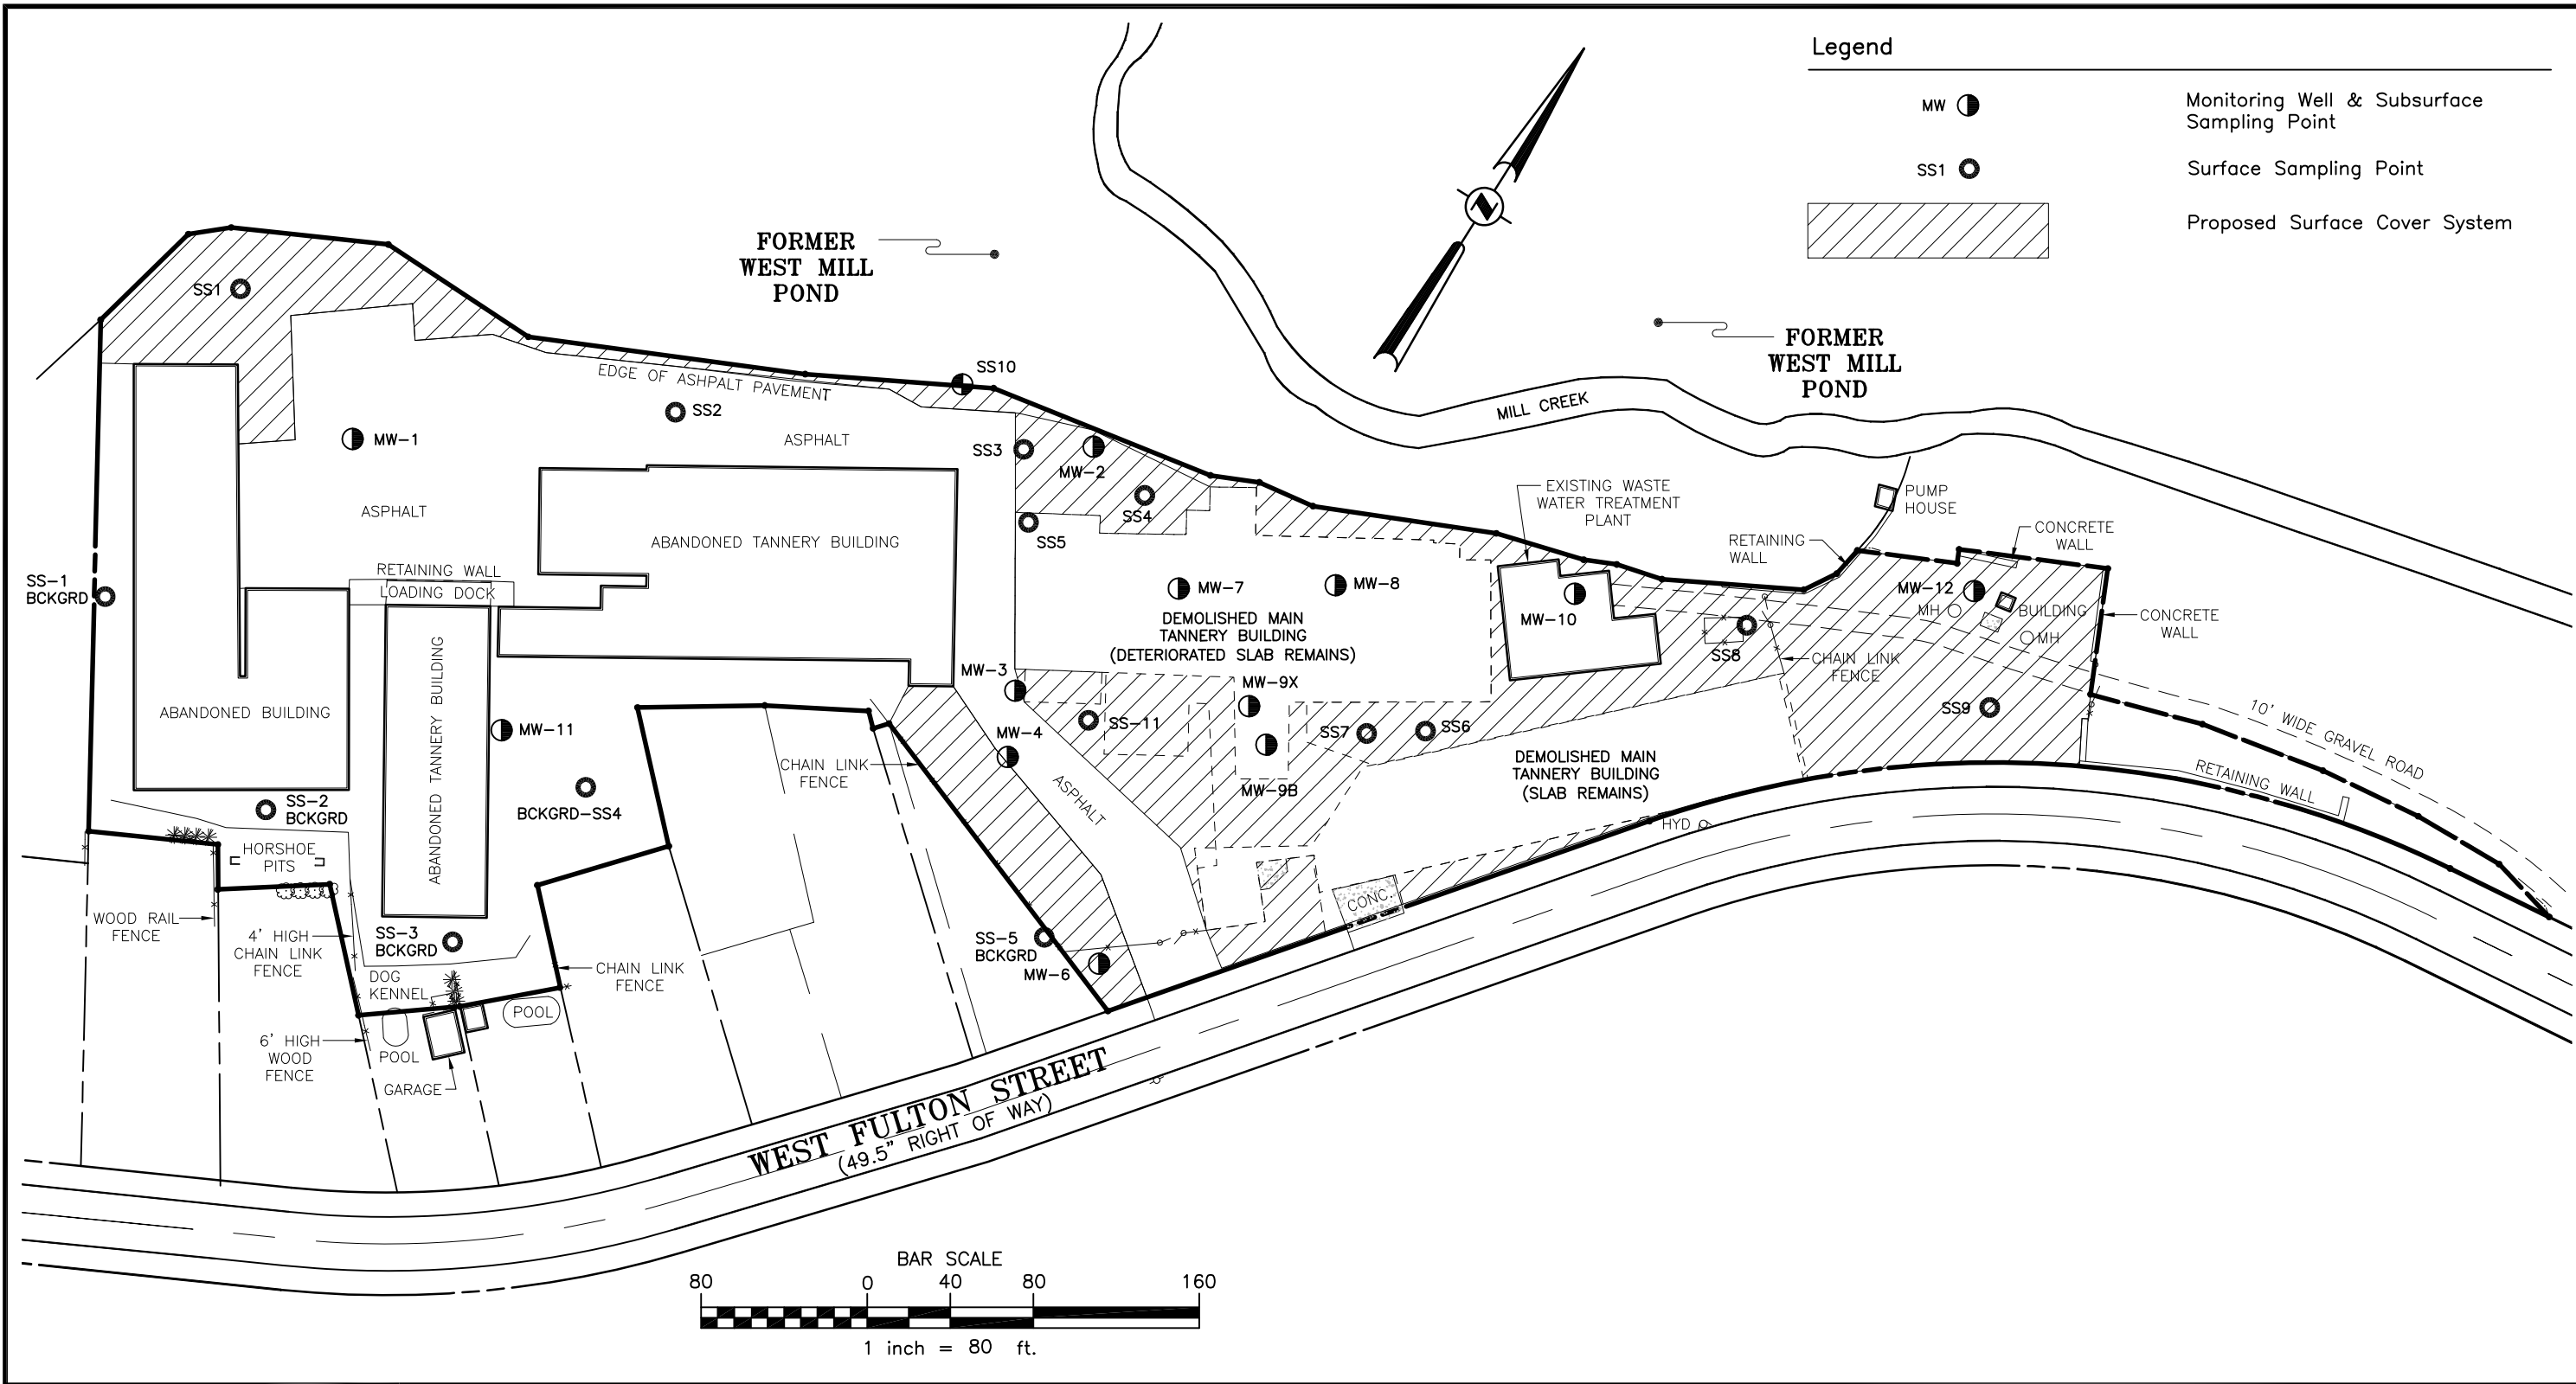 Legend
MW
Monitoring Well & Subsurface
Sampling Point
SS1
Surface Sampling Point
Proposed Surface Cover System
FORMER
WEST MILL
POND
FORMER
WEST MILL
POND
MILL CREEK
SS1
SS10
EDGE OF ASHPALT PAVEMENT
SS2
MW-1
ASPHALT
SS3
MW-2
SS4
SS5
ASPHALT
ABANDONED TANNERY BUILDING
EXISTING WASTE
WATER TREATMENT
PLANT
PUMP
HOUSE
RETAINING
WALL
CONCRETE
WALL
RETAINING WALL
LOADING DOCK
SS-1
BCKGRD
MW-7
MW-8
MW-10
MW-12
MH
BUILDING
MH
CONCRETE
WALL
DEMOLISHED MAIN
TANNERY BUILDING
(DETERIORATED SLAB REMAINS)
SS8
CHAIN LINK
FENCE
MW-3
MW-9X
SS-11
SS7
SS6
SS9
ABANDONED BUILDING
ABANDONED TANNERY BUILDING
MW-11
MW-4
CHAIN LINK
FENCE
ASPHALT
MW-9B
DEMOLISHED MAIN
TANNERY BUILDING
(SLAB REMAINS)
10' WIDE GRAVEL ROAD
RETAINING WALL
SS-2
BCKGRD
BCKGRD-SS4
HYD
HORSHOE
PITS
CONC.
WOOD RAIL
FENCE
4' HIGH
CHAIN LINK
FENCE
SS-3
BCKGRD
SS-5
BCKGRD
MW-6
DOG
KENNEL
CHAIN LINK
FENCE
POOL
6' HIGH
WOOD
FENCE
POOL
GARAGE
WEST FULTON STREET
(49.5" RIGHT OF WAY)
BAR SCALE
80 0 40 80 160
1 inch = 80 ft.